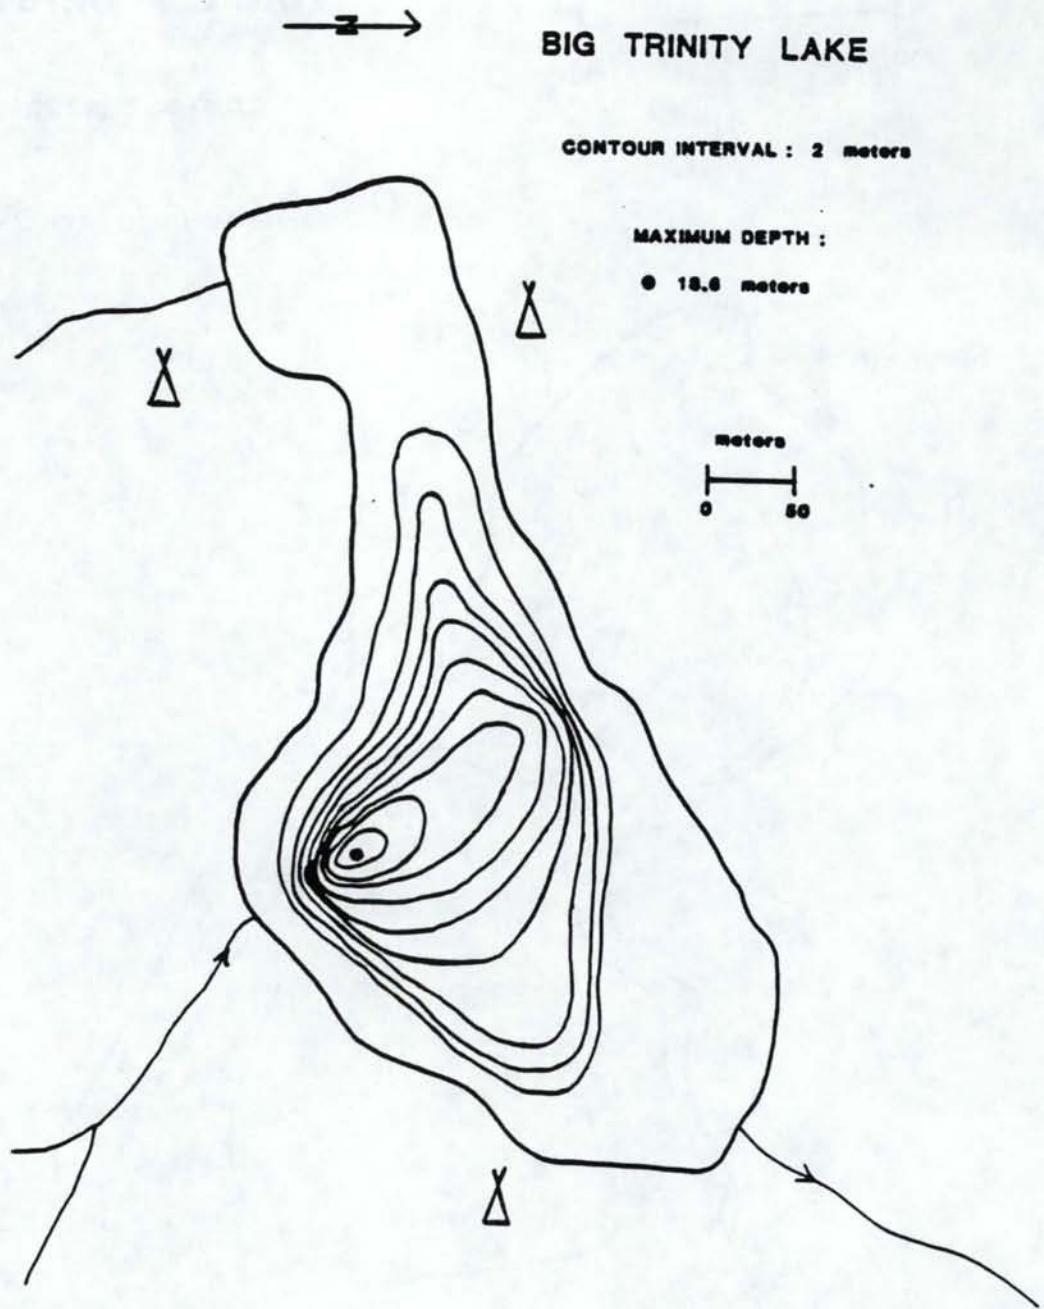 N
BIG TRINITY LAKE
CONTOUR INTERVAL : 2 meters
MAXIMUM DEPTH :
18.6 meters
meters
0 50